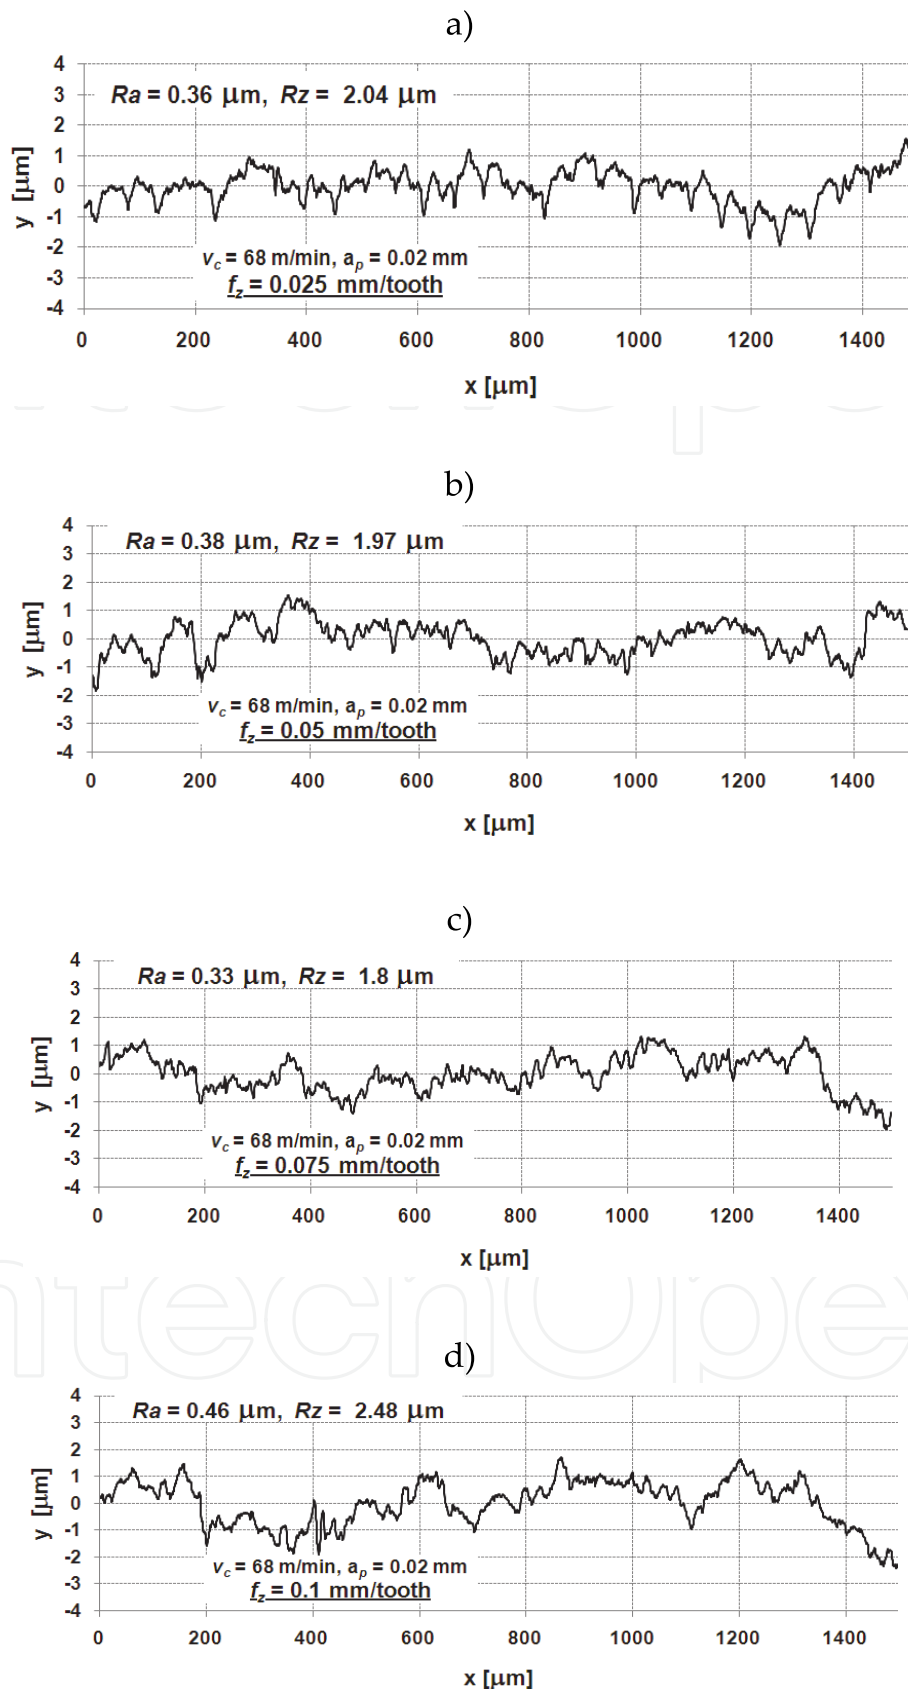 a)
4
3
2
1
0
-1
-2
-3
-4
y [μm]
Ra = 0.36 μm, Rz = 2.04 μm
vc = 68 m/min, ap = 0.02 mm
fz = 0.025 mm/tooth
0 200 400 600 800 1000 1200 1400
x [μm]
b)
4
3
2
1
0
-1
-2
-3
-4
y [μm]
Ra = 0.38 μm, Rz = 1.97 μm
vc = 68 m/min, ap = 0.02 mm
fz = 0.05 mm/tooth
0 200 400 600 800 1000 1200 1400
x [μm]
c)
4
3
2
1
0
-1
-2
-3
-4
y [μm]
Ra = 0.33 μm, Rz = 1.8 μm
vc = 68 m/min, ap = 0.02 mm
fz = 0.075 mm/tooth
0 200 400 600 800 1000 1200 1400
x [μm]
ntechOpe
d)
4
3
2
1
0
-1
-2
-3
-4
y [μm]
Ra = 0.46 μm, Rz = 2.48 μm
vc = 68 m/min, ap = 0.02 mm
fz = 0.1 mm/tooth
0 200 400 600 800 1000 1200 1400
x [μm]